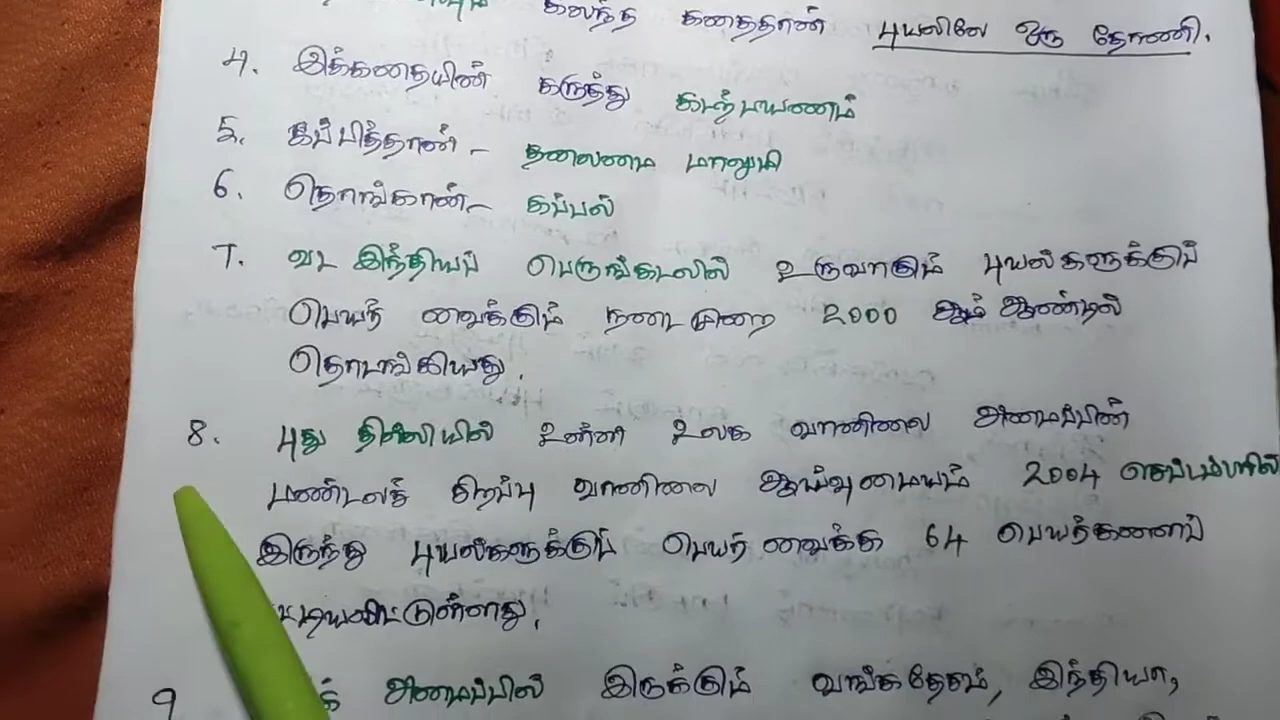 கலந்த கதைதான் புயலிலே ஒரு தோணி.
4. இக்கதையின் கருத்து கடற்பயணம்
5. கப்பித்தான் - தலைமை மாலுமி
6. தொங்கான் - கப்பல்
7. வட இந்தியப் பெருங்கடலில் உருவாகும் புயல்களுக்குப்
பெயர் வைக்கும் நடைமுறை 2000 ஆம் ஆண்டில்
தொடங்கியது.
8. புது தில்லியில் உள்ள உலக வானிலை அமைப்பின்
மண்டலச் சிறப்பு வானிலை ஆய்வு மையம் 2004 செப்டம்பரில்
இருந்து புயல்களுக்குப் பெயர் வைக்க 64 பெயர்களைப்
பட்டியலிட்டுள்ளது.
9 அமைப்பில் இருக்கும் வங்கதேசம், இந்தியா,